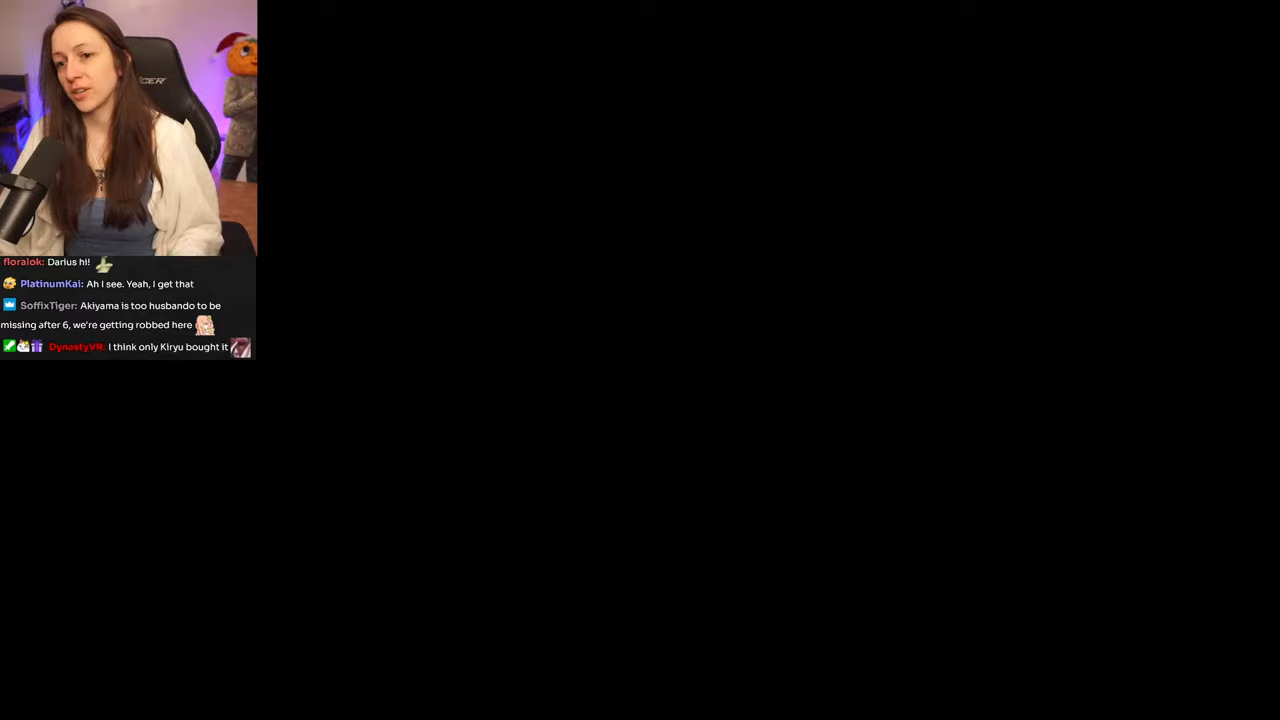 CER
floralok: Darius hi!
PlatinumKai: Ah I see. Yeah, I get that
SoffixTiger: Akiyama is too husbando to be
missing after 6, we're getting robbed here
DynastyVR: I think only Kiryu bought it